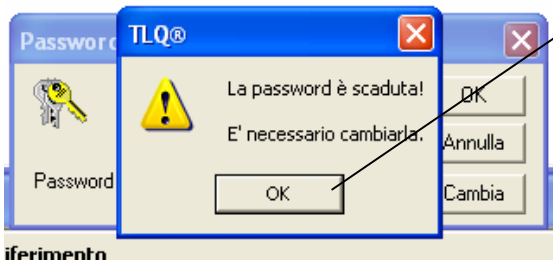 Password
TLQ®
La password è scaduta!
E' necessario cambiarla.
OK
OK
Annulla
Password
Cambia
iferimento